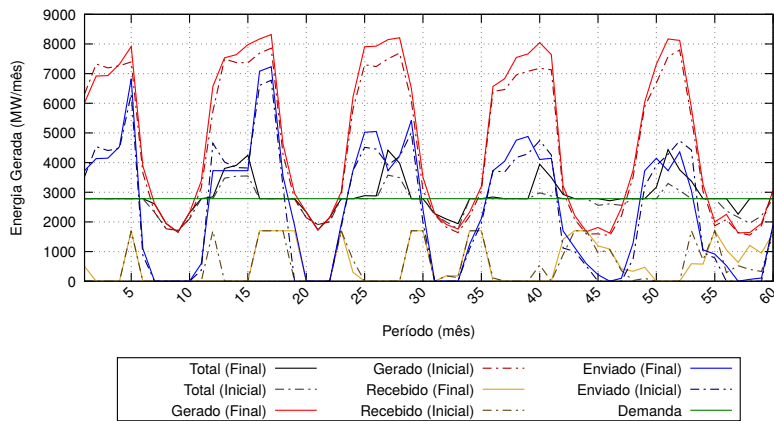 9000
8000
7000
6000
5000
4000
3000
2000
1000
0
Energia Gerada (MW/mês)
5 10 15 20 25 30 35 40 45 50 55 60
Período (mês)
Total (Final) Gerado (Inicial) Enviado (Final)
Total (Inicial) Recebido (Final) Enviado (Inicial)
Gerado (Final) Recebido (Inicial) Demanda